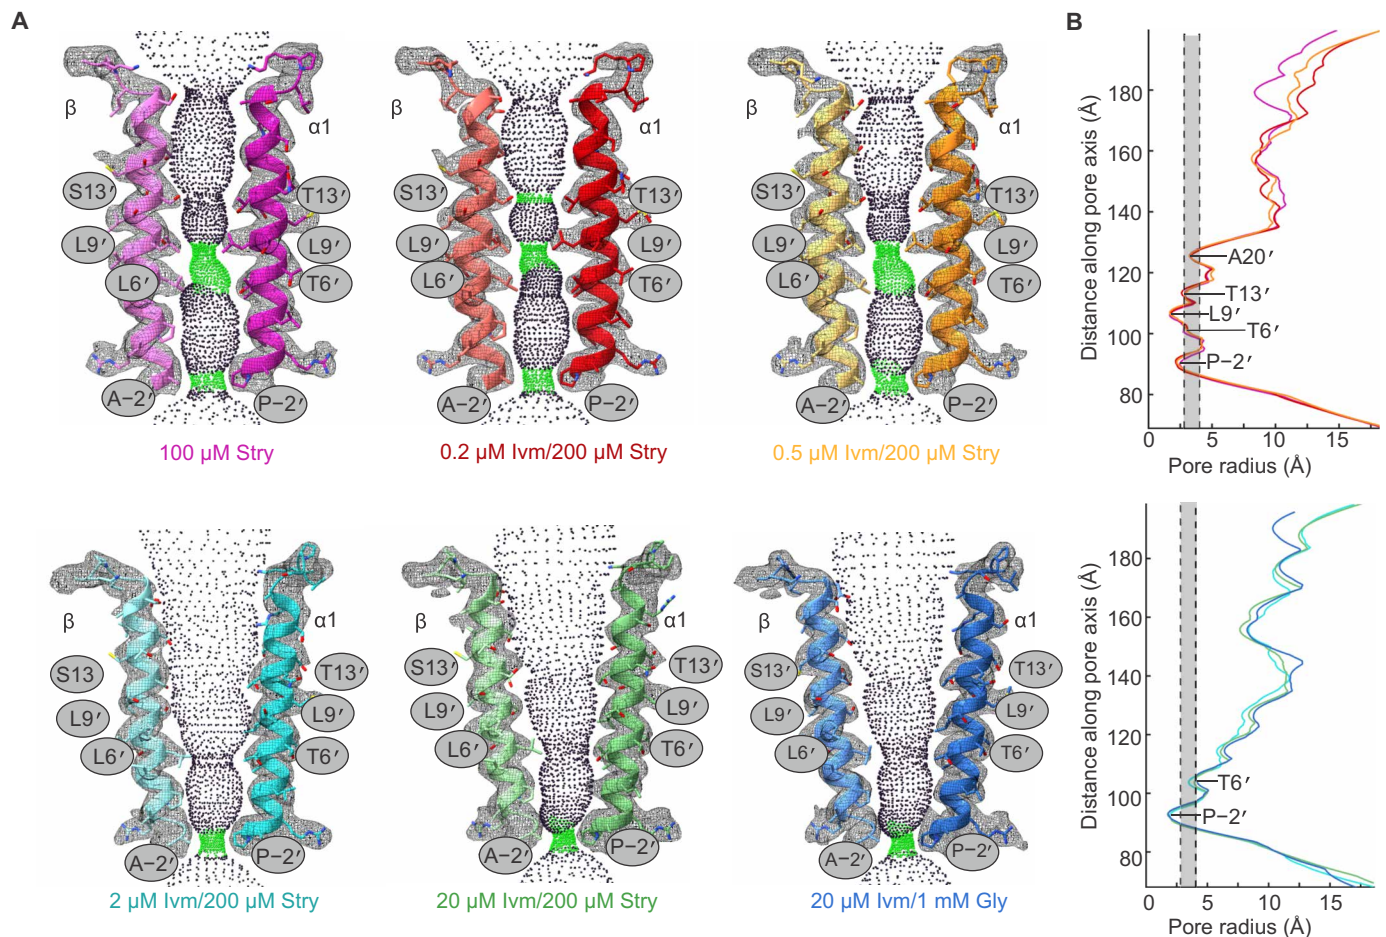 A
β
α1
S13′
T13′
L9′
L9′
L6′
T6′
A−2′
P−2′
100 µM Stry
S13′
T13′
L9′
L9′
L6′
T6′
A−2′
P−2′
0.2 µM Ivm/200 µM Stry
S13′
T13′
L9′
L9′
L6′
T6′
A−2′
P−2′
0.5 µM Ivm/200 µM Stry
B
Distance along pore axis (Å)
180
160
140
120
100
80
A20′
T13′
L9′
T6′
P−2′
0 5 10 15
Pore radius (Å)
β
α1
S13
T13′
L9′
L9′
L6′
T6′
A−2′
P−2′
2 µM Ivm/200 µM Stry
β
α1
S13′
T13′
L9′
L9′
L6′
T6′
A−2′
P−2′
20 µM Ivm/200 µM Stry
β
α1
S13′
T13′
L9′
L9′
L6′
T6′
A−2′
P−2′
20 µM Ivm/1 mM Gly
Distance along pore axis (Å)
180
160
140
120
100
80
T6′
P−2′
0 5 10 15
Pore radius (Å)